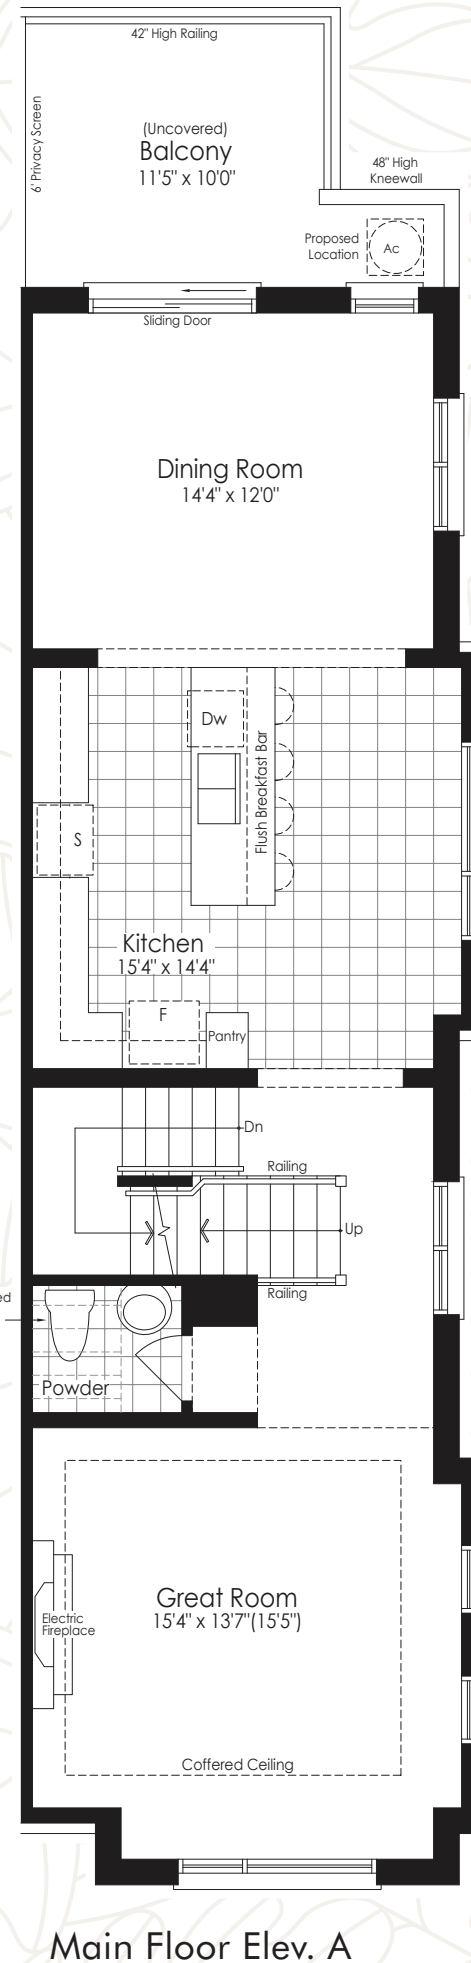 42" High Railing
6' Privacy Screen
(Uncovered)
Balcony
11'5" x 10'0"
48" High
Kneewall
Proposed
Location
Ac
Sliding Door
Dining Room
14'4" x 12'0"
Dw
Flush Breakfast Bar
S
Kitchen
15'4" x 14'4"
F
Pantry
Dn
Railing
Up
Railing
Powder
Great Room
15'4" x 13'7"(15'5")
Electric
Fireplace
Coffered Ceiling
Main Floor Elev. A